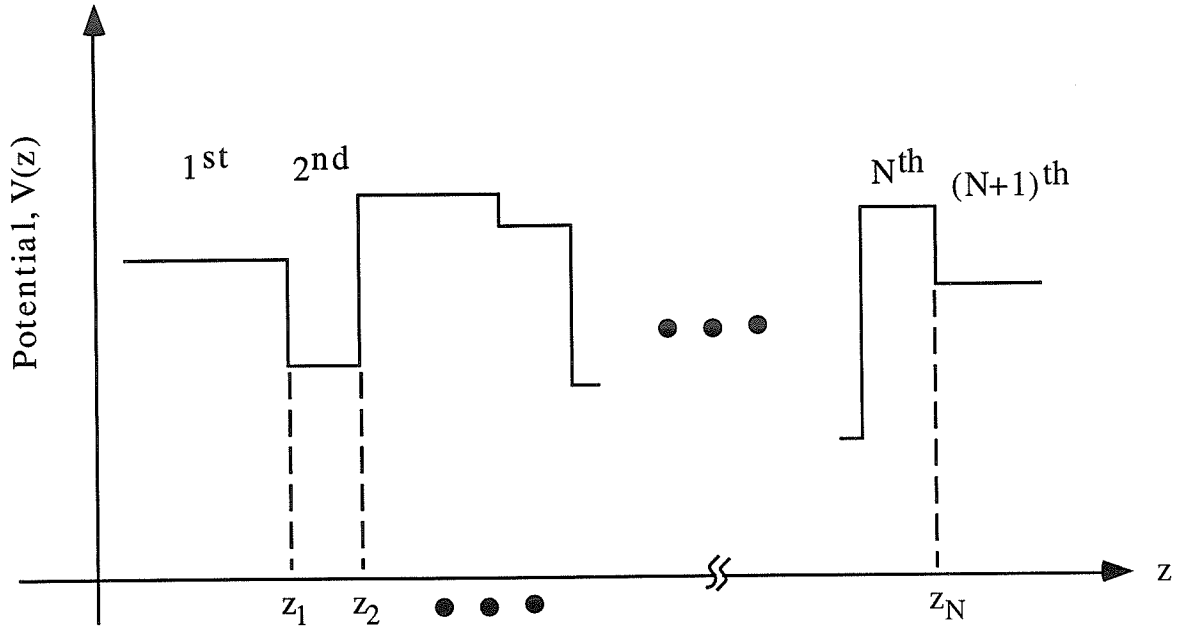 Potential, V(z)
1st
2nd
Nth
(N+1)th
z1
z2
zN
z